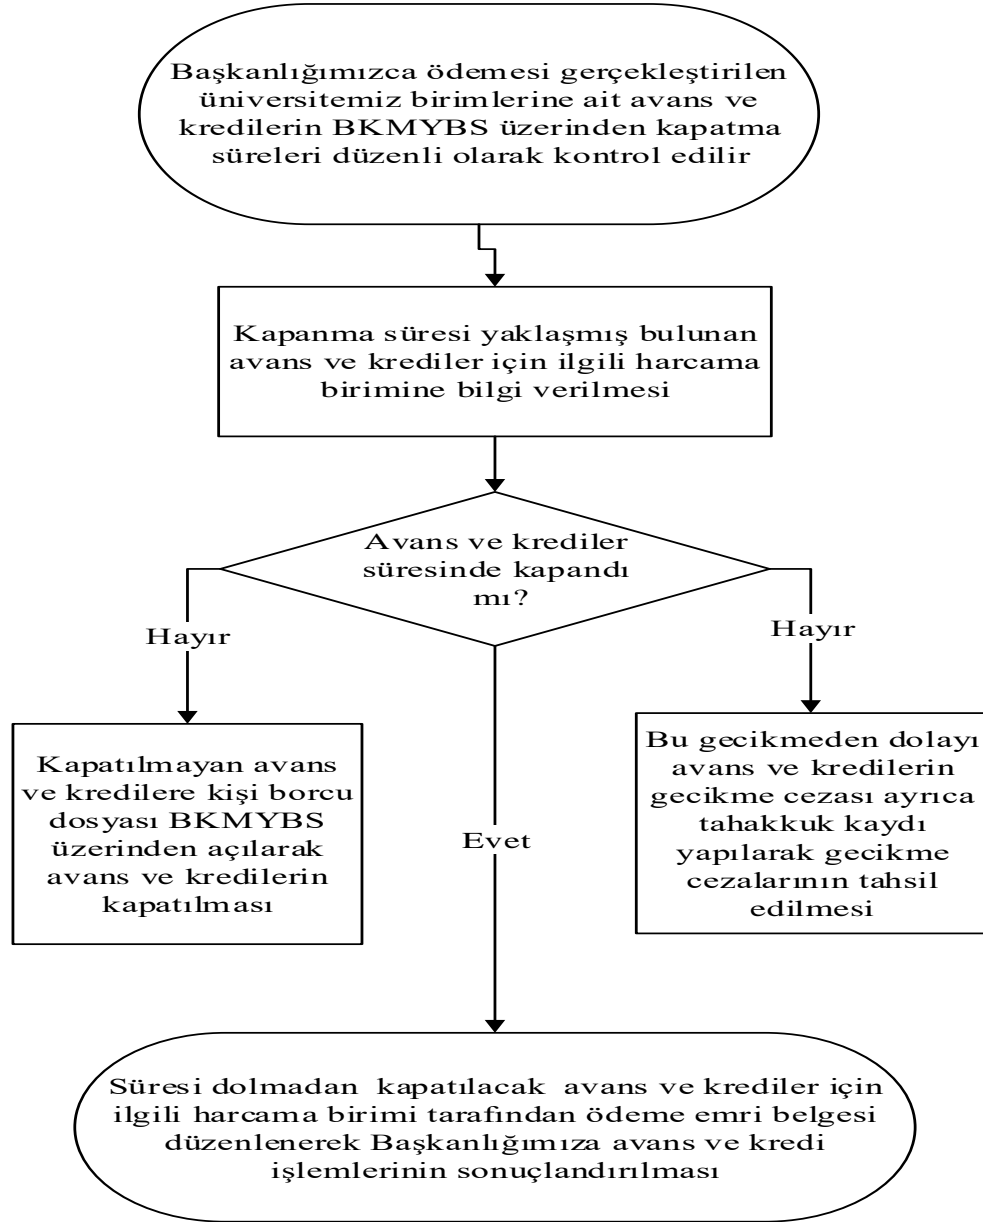 Başkanlığımızca ödemesi gerçekleştirilen
üniversitemiz birimlerine ait avans ve
kredilerin BKMYBS üzerinden kapatma
süreleri düzenli olarak kontrol edilir
Kapanma süresi yaklaşmış bulunan
avans ve krediler için ilgili harcama
birimine bilgi verilmesi
Avans ve krediler
süresinde kapandı
mı?
Hayır
Hayır
Kapatılmayan avans
ve kredilere kişi borcu
dosyası BKMYBS
üzerinden açılarak
avans ve kredilerin
kapatılması
Evet
Bu gecikmeden dolayı
avans ve kredilerin
gecikme cezası ayrıca
tahakkuk kaydı
yapılarak gecikme
cezalarının tahsil
edilmesi
Süresi dolmadan kapatılacak avans ve krediler için
ilgili harcama birimi tarafından ödeme emri belgesi
düzenlenerek Başkanlığımıza avans ve kredi
işlemlerinin sonuçlandırılması